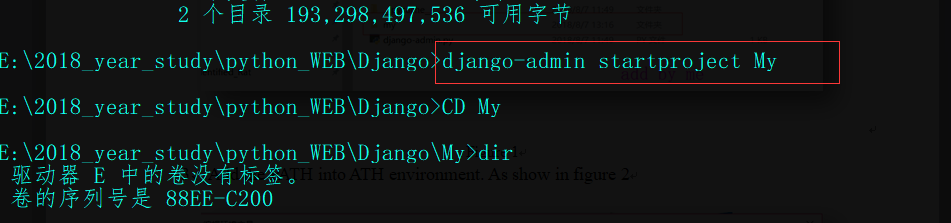 2 个目录 193,298,497,536 可用字节
E:\2018_year_study\python_WEB\Django>django-admin startproject My
E:\2018_year_study\python_WEB\Django>CD My
E:\2018_year_study\python_WEB\Django\My>dir
驱动器 E 中的卷没有标签。
ATH into ATH environment. As show in figure 2
卷的序列号是 88EE-C200